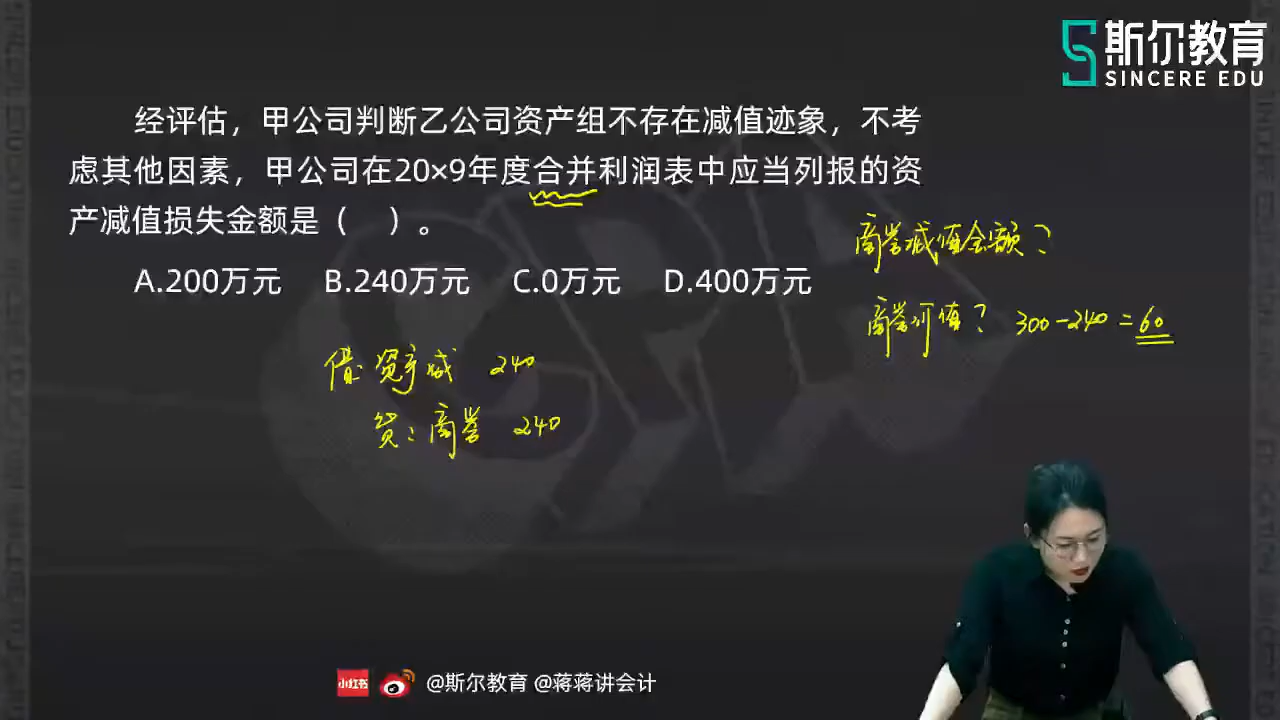 斯尔教育
SINCERE EDU
经评估，甲公司判断乙公司资产组不存在减值迹象，不考
虑其他因素，甲公司在20×9年度合并利润表中应当列报的资
产减值损失金额是（ ）。
A.200万元 B.240万元 C.0万元 D.400万元
商誉减值金额？
商誉价值？ 300-240=60
借：资产减 240
贷：商誉 240
小红书
@斯尔教育 @蒋蒋讲会计